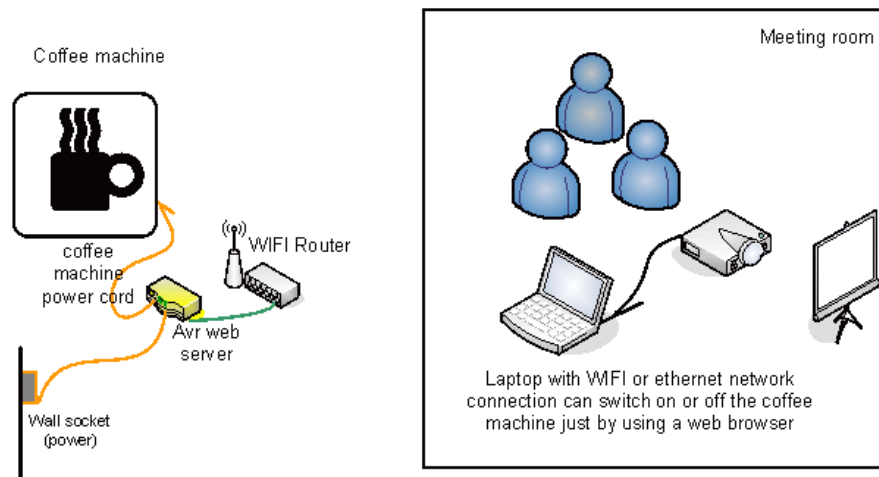 Coffee machine
coffee
machine
power cord
WIFI Router
Avr web
server
Wall socket
(power)
Meeting room
Laptop with WIFI or ethernet network
connection can switch on or off the coffee
machine just by using a web browser